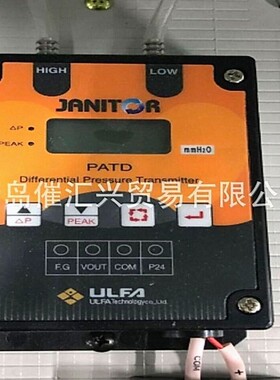 HIGH LOW
JANITOR
ΔP
PEAK
mmH2O
PATD
Differential Pressure Transmitter
岛催汇兴贸易有限公
ΔP PEAK
F.G VOUT COM P24
ULFA
ULFA Technology co., Ltd.
COM